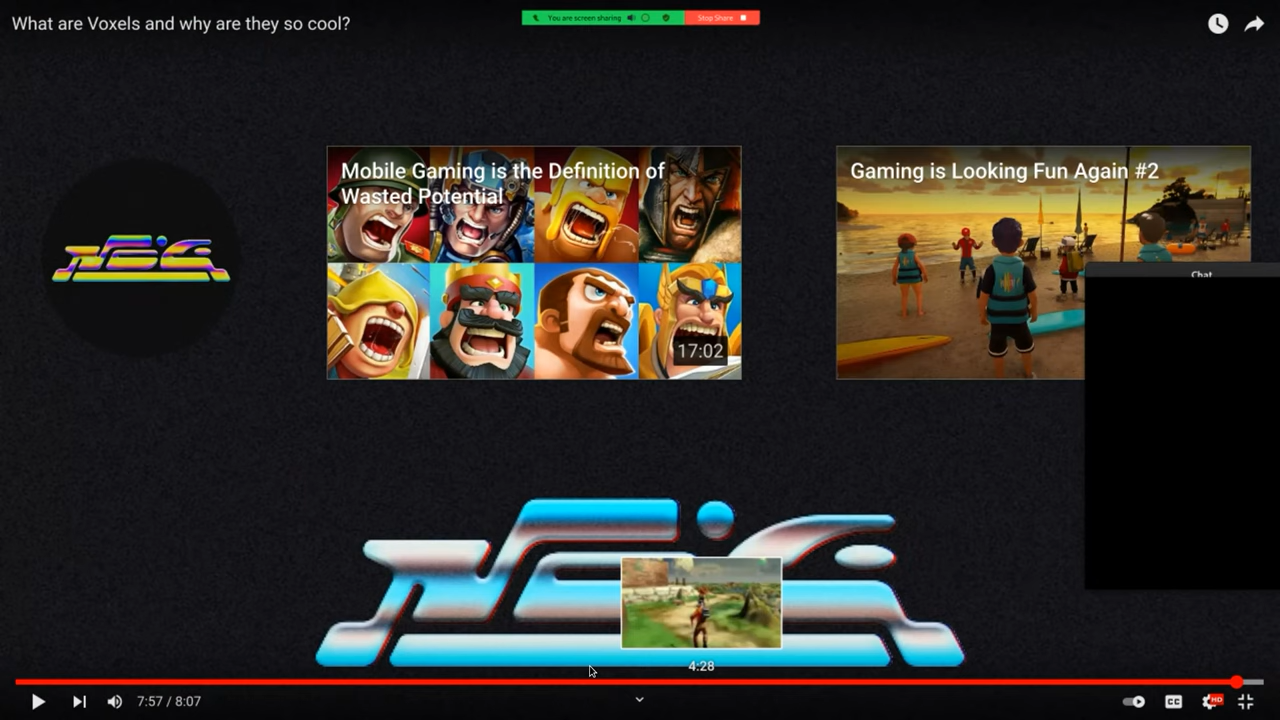 What are Voxels and why are they so cool?
You are screen sharing
Stop Share
Mobile Gaming is the Definition of
Wasted Potential
17:02
Gaming is Looking Fun Again #2
Chat
4:28
7:57 / 8:07
CC
HD